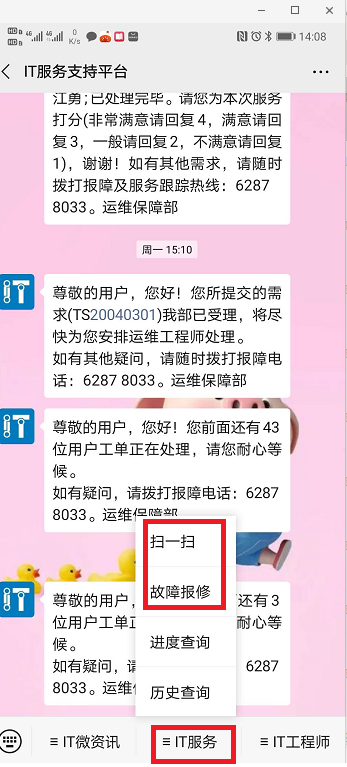 0
K/s
14:08
IT服务支持平台
江勇;已处理完毕。请您为本次服务
打分(非常满意请回复4，满意请回
复3，一般请回复2，不满意请回复
1)，谢谢！如有其他需求，请随时
拨打报障及服务跟踪热线：6287
8033。运维保障部
周一 15:10
尊敬的用户，您好！您所提交的需
求(TS20040301)我部已受理，将尽
快为您安排运维工程师处理。
如有其他疑问，请随时拨打报障电
话：6287 8033。运维保障部
尊敬的用户，您好！您前面还有43
位用户工单正在处理，请您耐心等
候。
如有疑问，请拨打报障电话：6287
8033。运维保障部
扫一扫
故障报修
进度查询
历史查询
尊敬的用户，
还有3
位用户工单正
心等
候。
如有疑问，请
6287
8033。运维保
IT微资讯
IT服务
IT工程师